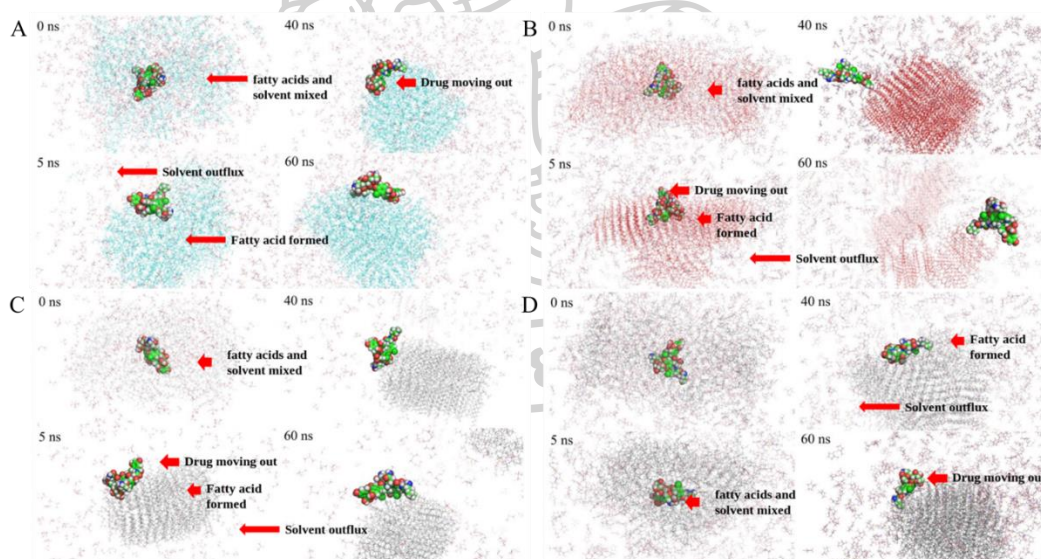 A
0 ns
fatty acids and
solvent mixed
40 ns
Drug moving out
5 ns
Solvent outflux
Fatty acid formed
60 ns
B
0 ns
fatty acids and
solvent mixed
40 ns
5 ns
Drug moving out
Fatty acid
formed
Solvent outflux
60 ns
C
0 ns
fatty acids and
solvent mixed
40 ns
5 ns
Drug moving out
Fatty acid
formed
Solvent outflux
60 ns
D
0 ns
40 ns
Fatty acid
formed
Solvent outflux
5 ns
fatty acids and
solvent mixed
60 ns
Drug moving ou